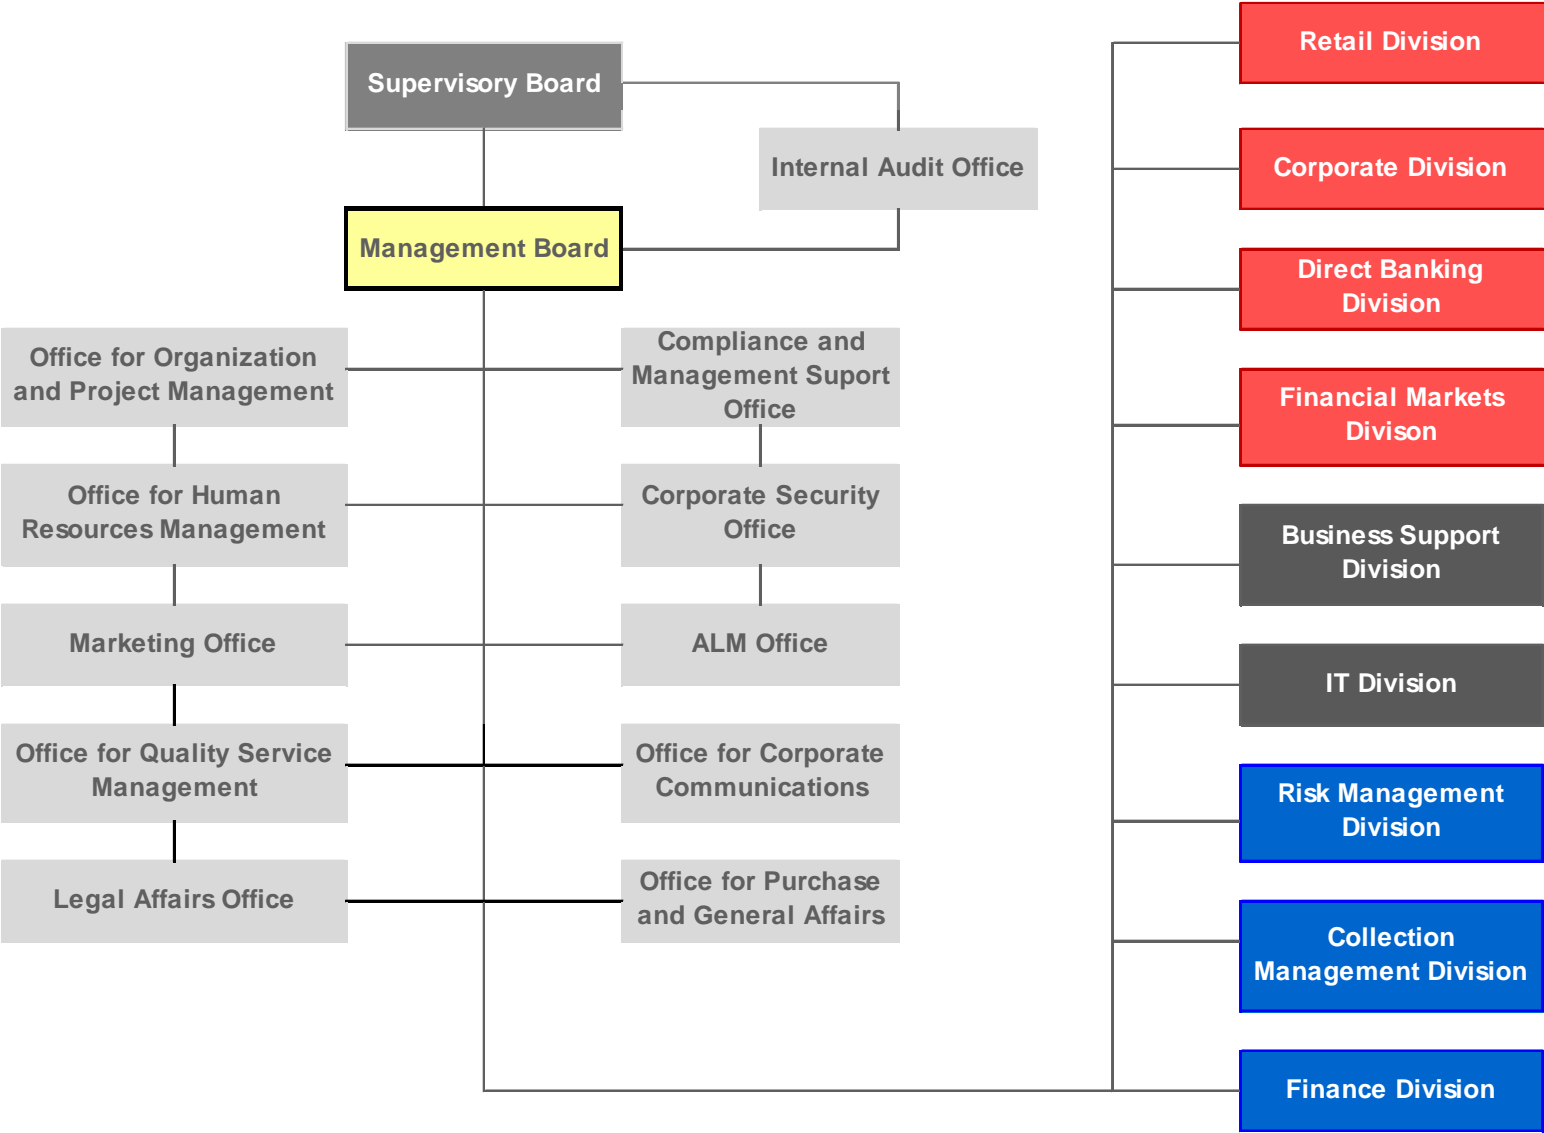 Supervisory Board
Internal Audit Office
Management Board
Office for Organization
and Project Management
Compliance and
Management Suport
Office
Office for Human
Resources Management
Corporate Security
Office
Marketing Office
ALM Office
Office for Quality Service
Management
Office for Corporate
Communications
Legal Affairs Office
Office for Purchase
and General Affairs
Retail Division
Corporate Division
Direct Banking
Division
Financial Markets
Divison
Business Support
Division
IT Division
Risk Management
Division
Collection
Management Division
Finance Division